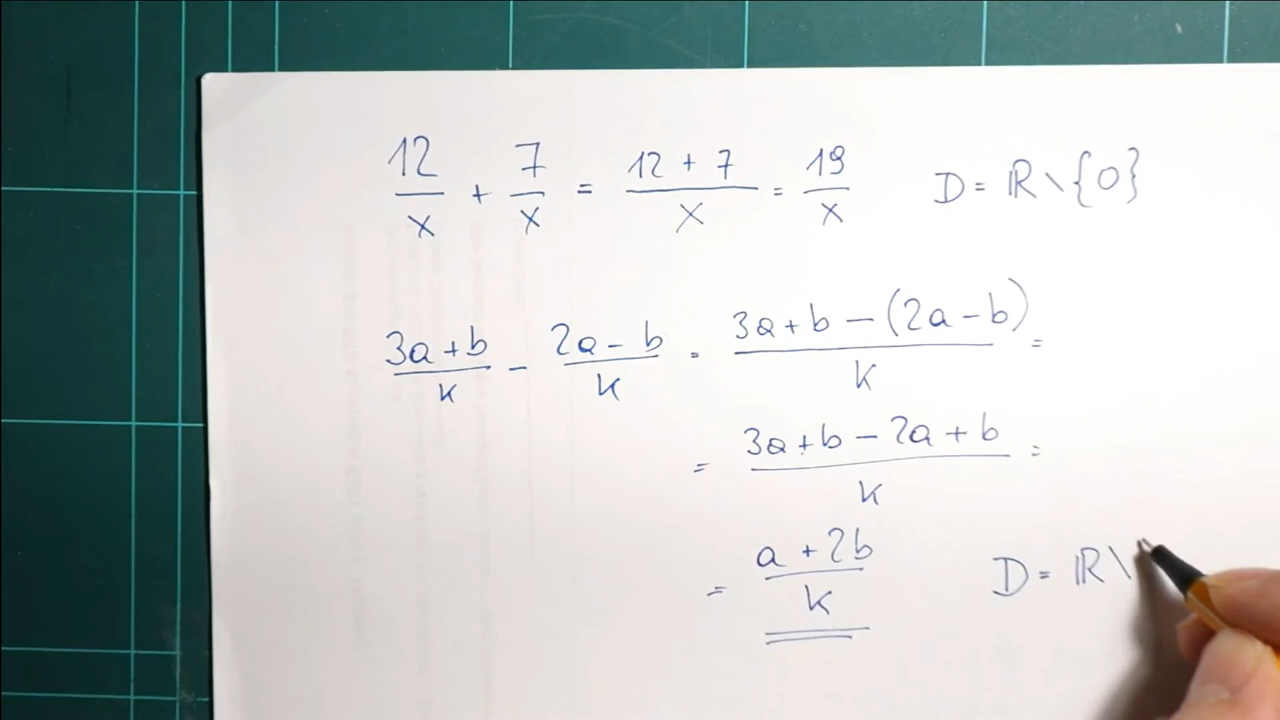 12/x + 7/x = (12 + 7)/x = 19/x D = ℝ \ {0}
(3a + b)/k - (2a - b)/k = (3a + b - (2a - b))/k =
= (3a + b - 2a + b)/k =
= (a + 2b)/k D = ℝ \